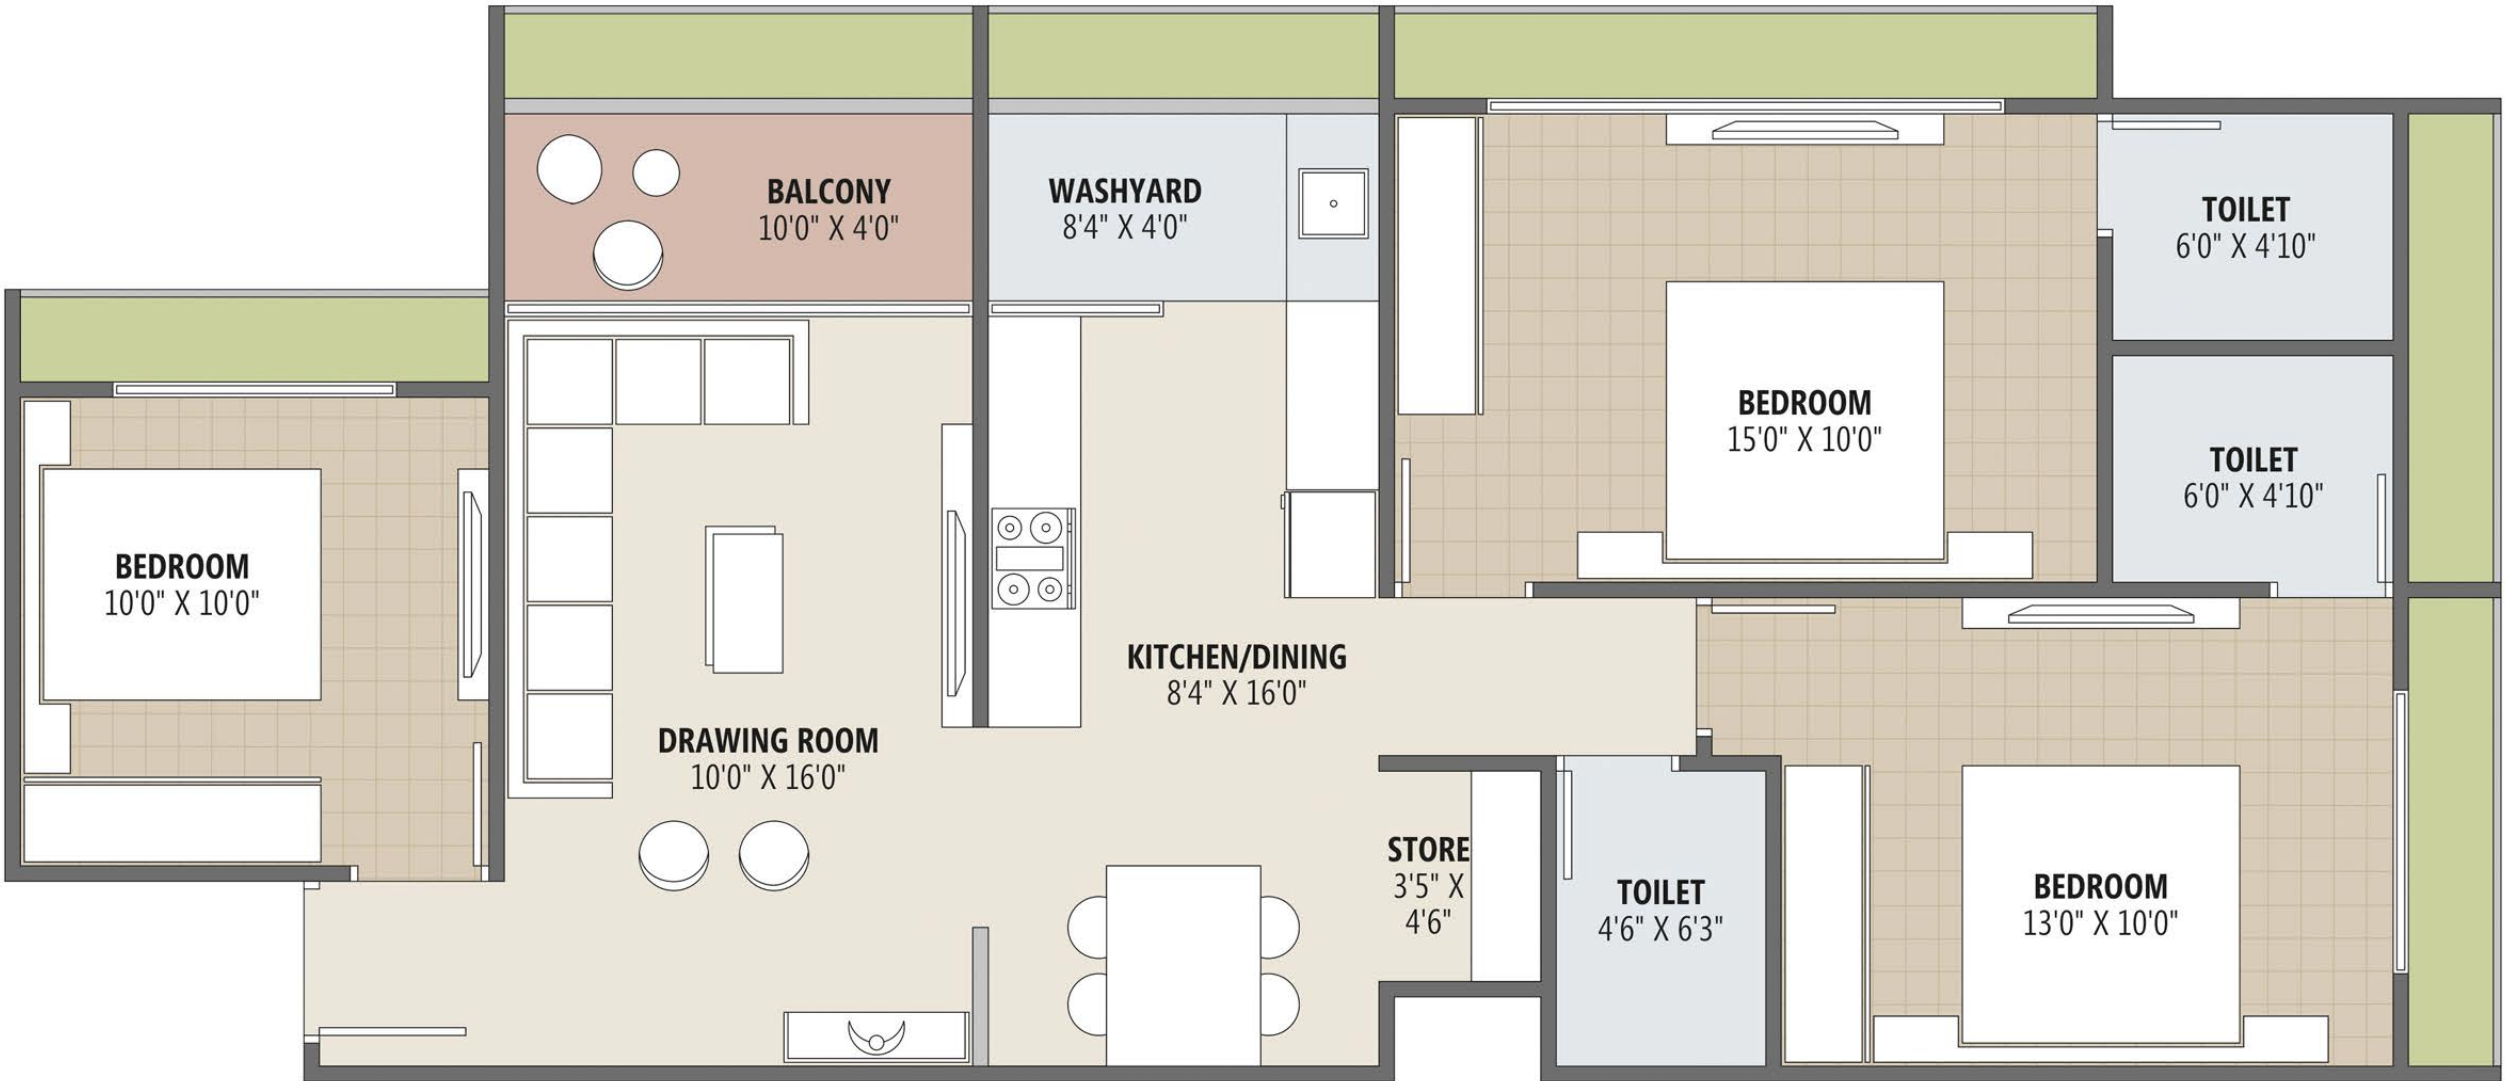 BALCONY
10'0" X 4'0"
WASHYARD
8'4" X 4'0"
TOILET
6'0" X 4'10"
BEDROOM
15'0" X 10'0"
TOILET
6'0" X 4'10"
BEDROOM
10'0" X 10'0"
KITCHEN/DINING
8'4" X 16'0"
DRAWING ROOM
10'0" X 16'0"
STORE
3'5" X
4'6"
TOILET
4'6" X 6'3"
BEDROOM
13'0" X 10'0"